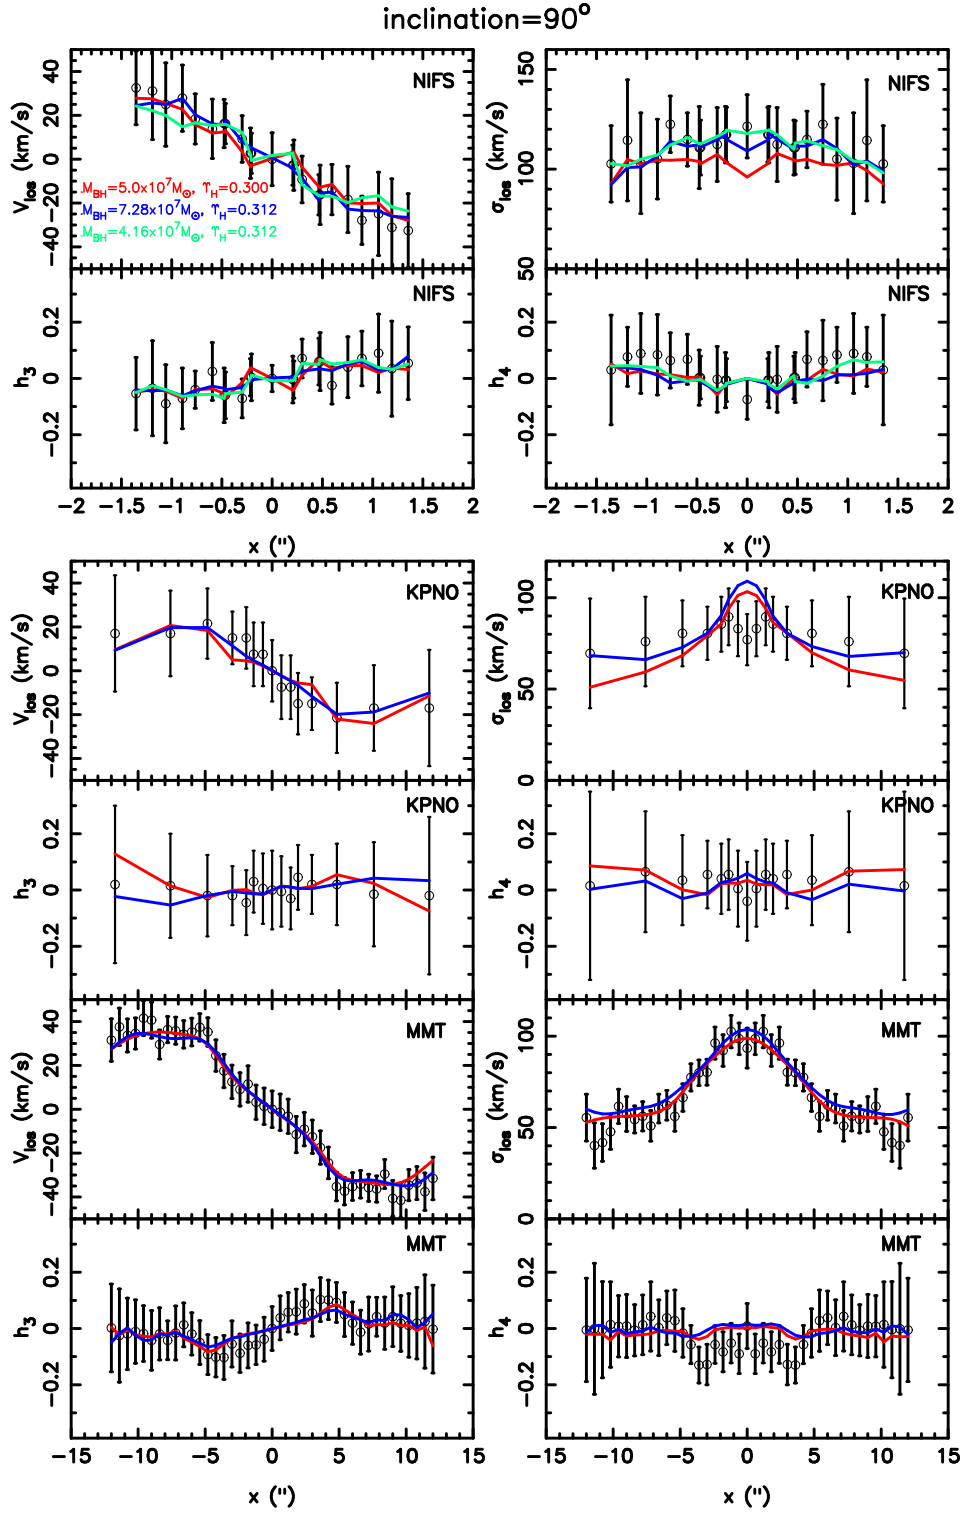 inclination=90°
40
20
0
−20
−40
V_los (km/s)
NIFS
M_BH=5.0x10^7M_⊙, ϒ_H=0.300
M_BH=7.28x10^7M_⊙, ϒ_H=0.312
M_BH=4.16x10^7M_⊙, ϒ_H=0.312
150
100
50
σ_los (km/s)
NIFS
0.2
0
−0.2
h_3
NIFS
−2 −1.5 −1 −0.5 0 0.5 1 1.5 2
x (")
0.2
0
−0.2
h_4
NIFS
−2 −1.5 −1 −0.5 0 0.5 1 1.5 2
x (")
40
20
0
−20
−40
V_los (km/s)
KPNO
100
50
0
σ_los (km/s)
KPNO
0.2
0
−0.2
h_3
KPNO
0.2
0
−0.2
h_4
KPNO
40
20
0
−20
−40
V_los (km/s)
MMT
100
50
0
σ_los (km/s)
MMT
0.2
0
−0.2
h_3
MMT
−15 −10 −5 0 5 10 15
x (")
0.2
0
−0.2
h_4
MMT
−15 −10 −5 0 5 10 15
x (")